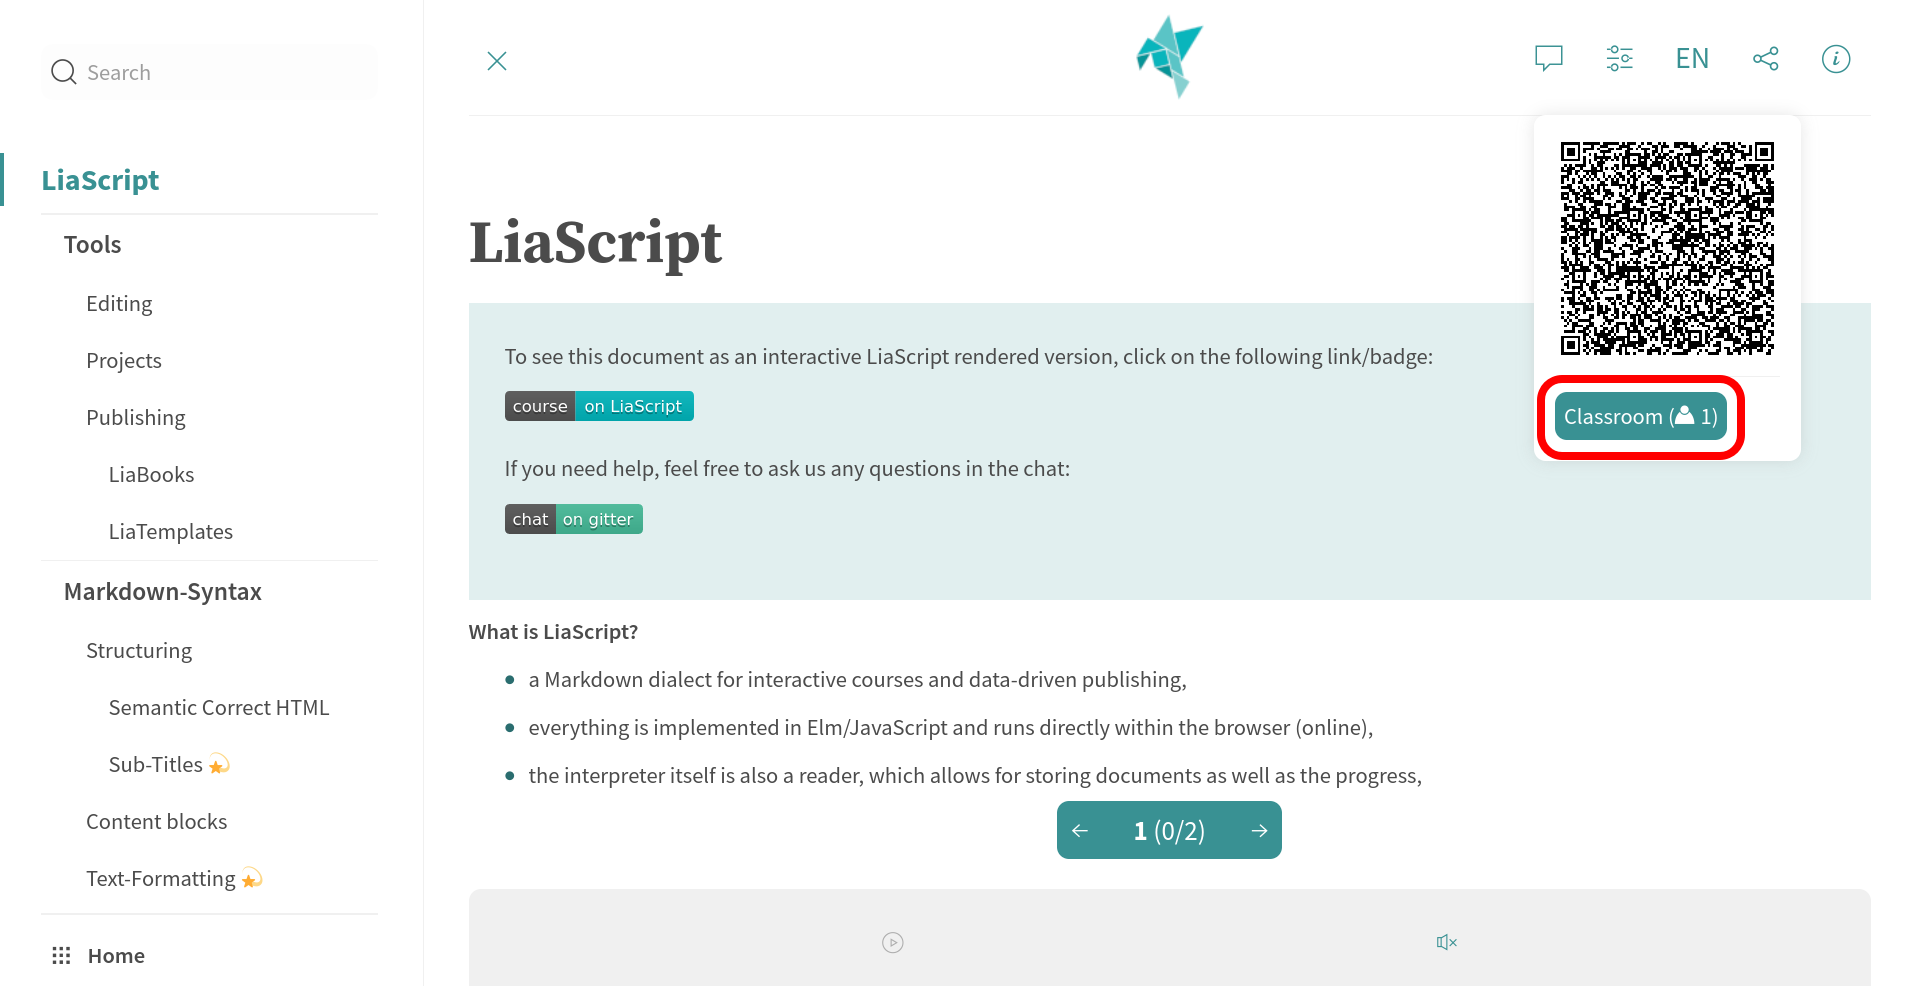 Search
LiaScript
Tools
Editing
Projects
Publishing
LiaBooks
LiaTemplates
Markdown-Syntax
Structuring
Semantic Correct HTML
Sub-Titles
Content blocks
Text-Formatting
Home
EN
Classroom ( 1)
LiaScript
To see this document as an interactive LiaScript rendered version, click on the following link/badge:
course on LiaScript
If you need help, feel free to ask us any questions in the chat:
chat on gitter
What is LiaScript?
a Markdown dialect for interactive courses and data-driven publishing,
everything is implemented in Elm/JavaScript and runs directly within the browser (online),
the interpreter itself is also a reader, which allows for storing documents as well as the progress,
1 (0/2)